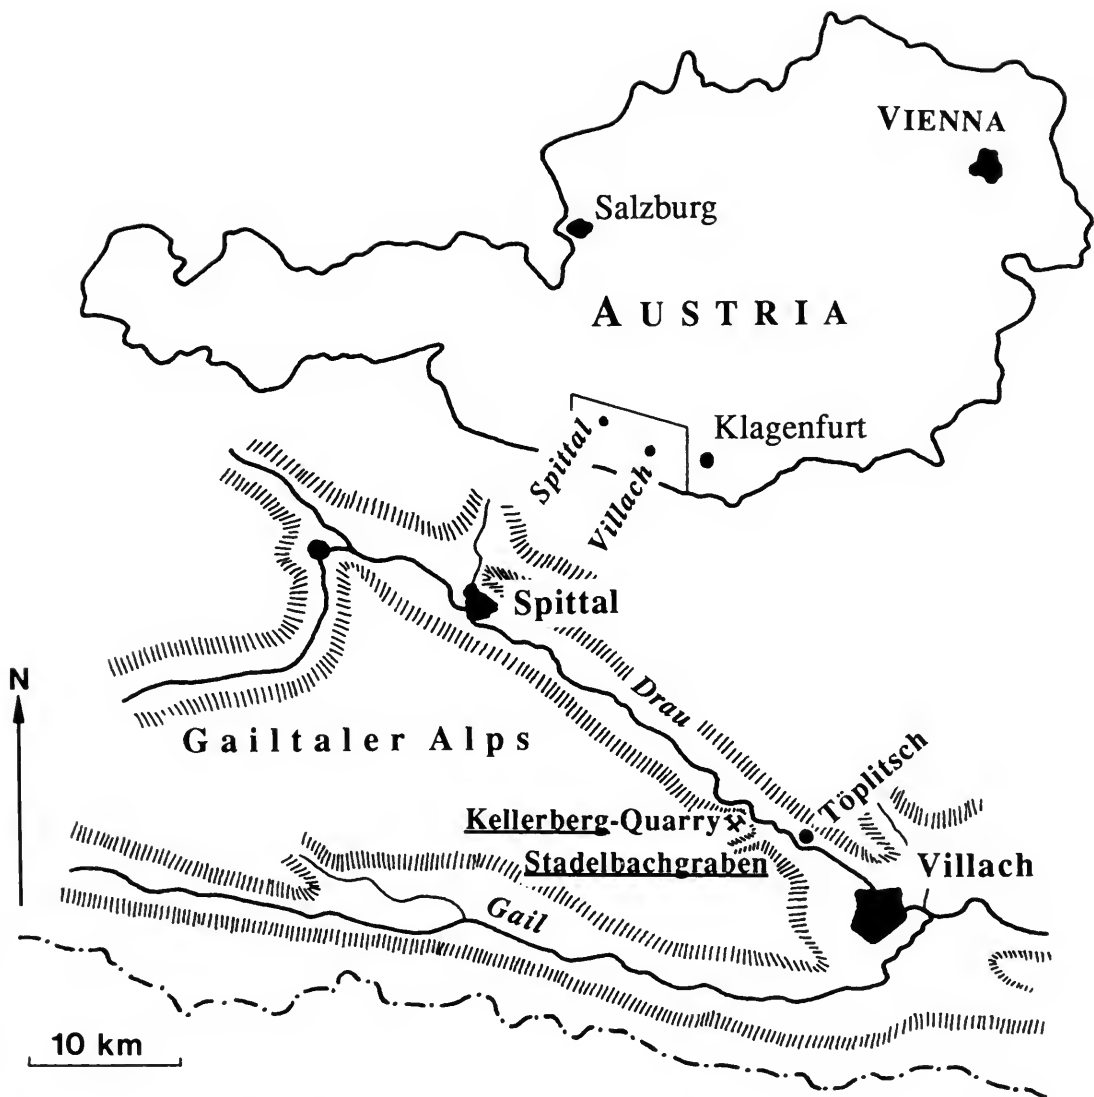 VIENNA
Salzburg
AUSTRIA
Klagenfurt
Spittal
Villach
Spittal
N
Drau
Gailtaler Alps
Töplitsch
Kellerberg-Quarry
Stadelbachgraben
Villach
Gail
10 km